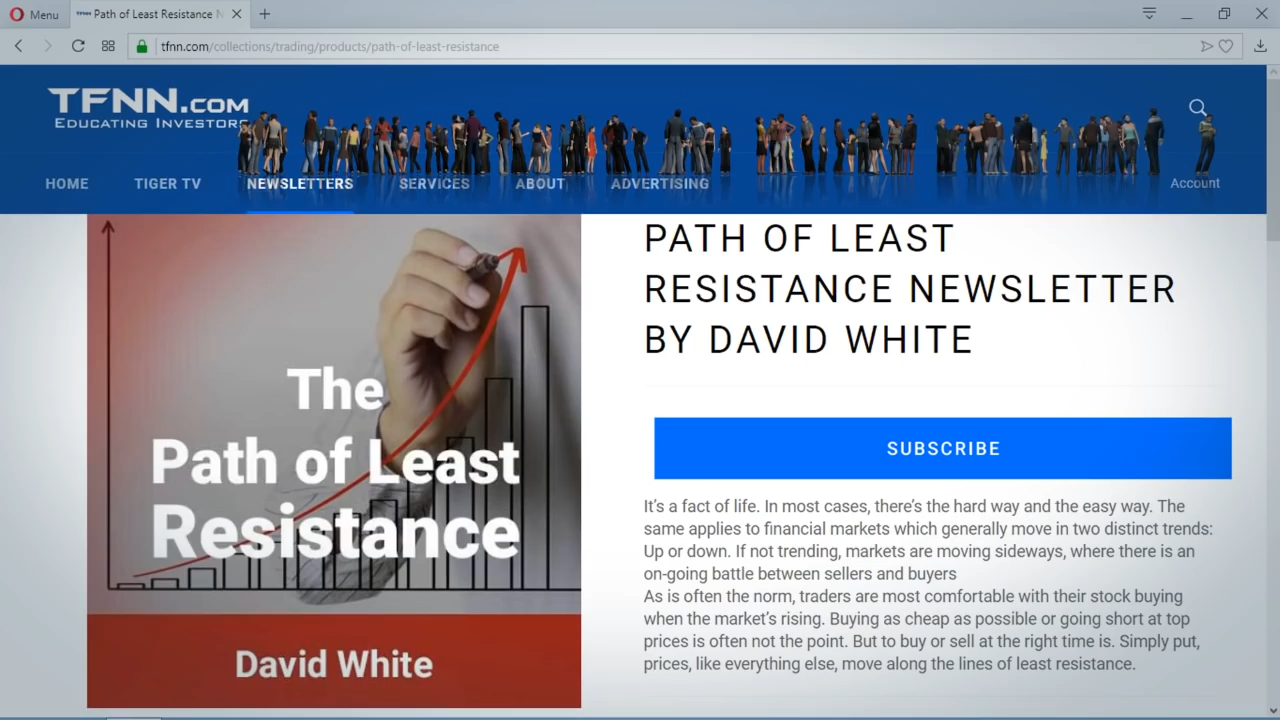 Menu
Path of Least Resistance N
tfnn.com/collections/trading/products/path-of-least-resistance
TFNN.COM
EDUCATING INVESTORS
HOME
TIGER TV
NEWSLETTERS
SERVICES
ABOUT
ADVERTISING
Account
The
Path of Least
Resistance
David White
PATH OF LEAST
RESISTANCE NEWSLETTER
BY DAVID WHITE
SUBSCRIBE
It's a fact of life. In most cases, there's the hard way and the easy way. The
same applies to financial markets which generally move in two distinct trends:
Up or down. If not trending, markets are moving sideways, where there is an
on-going battle between sellers and buyers
As is often the norm, traders are most comfortable with their stock buying
when the market's rising. Buying as cheap as possible or going short at top
prices is often not the point. But to buy or sell at the right time is. Simply put,
prices, like everything else, move along the lines of least resistance.